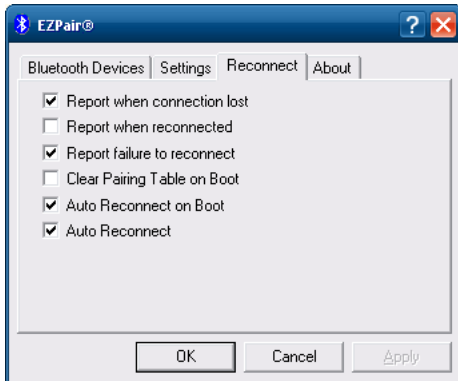 EZPair®
Bluetooth Devices Settings Reconnect About
Report when connection lost
Report when reconnected
Report failure to reconnect
Clear Pairing Table on Boot
Auto Reconnect on Boot
Auto Reconnect
OK Cancel Apply